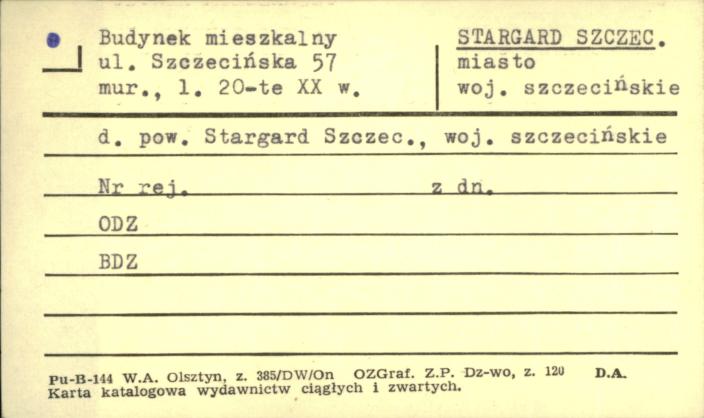 Budynek mieszkalny
ul. Szczecińska 57
mur., l. 20-te XX w.
STARGARD SZCZEC.
miasto
woj. szczecińskie
d. pow. Stargard Szczec., woj. szczecińskie
Nr rej. z dn.
ODZ
BDZ
Pu-B-144 W.A. Olsztyn, z. 385/DW/On OZGraf. Z.P. Dz-wo, z. 120 D.A.
Karta katalogowa wydawnictw ciągłych i zwartych.